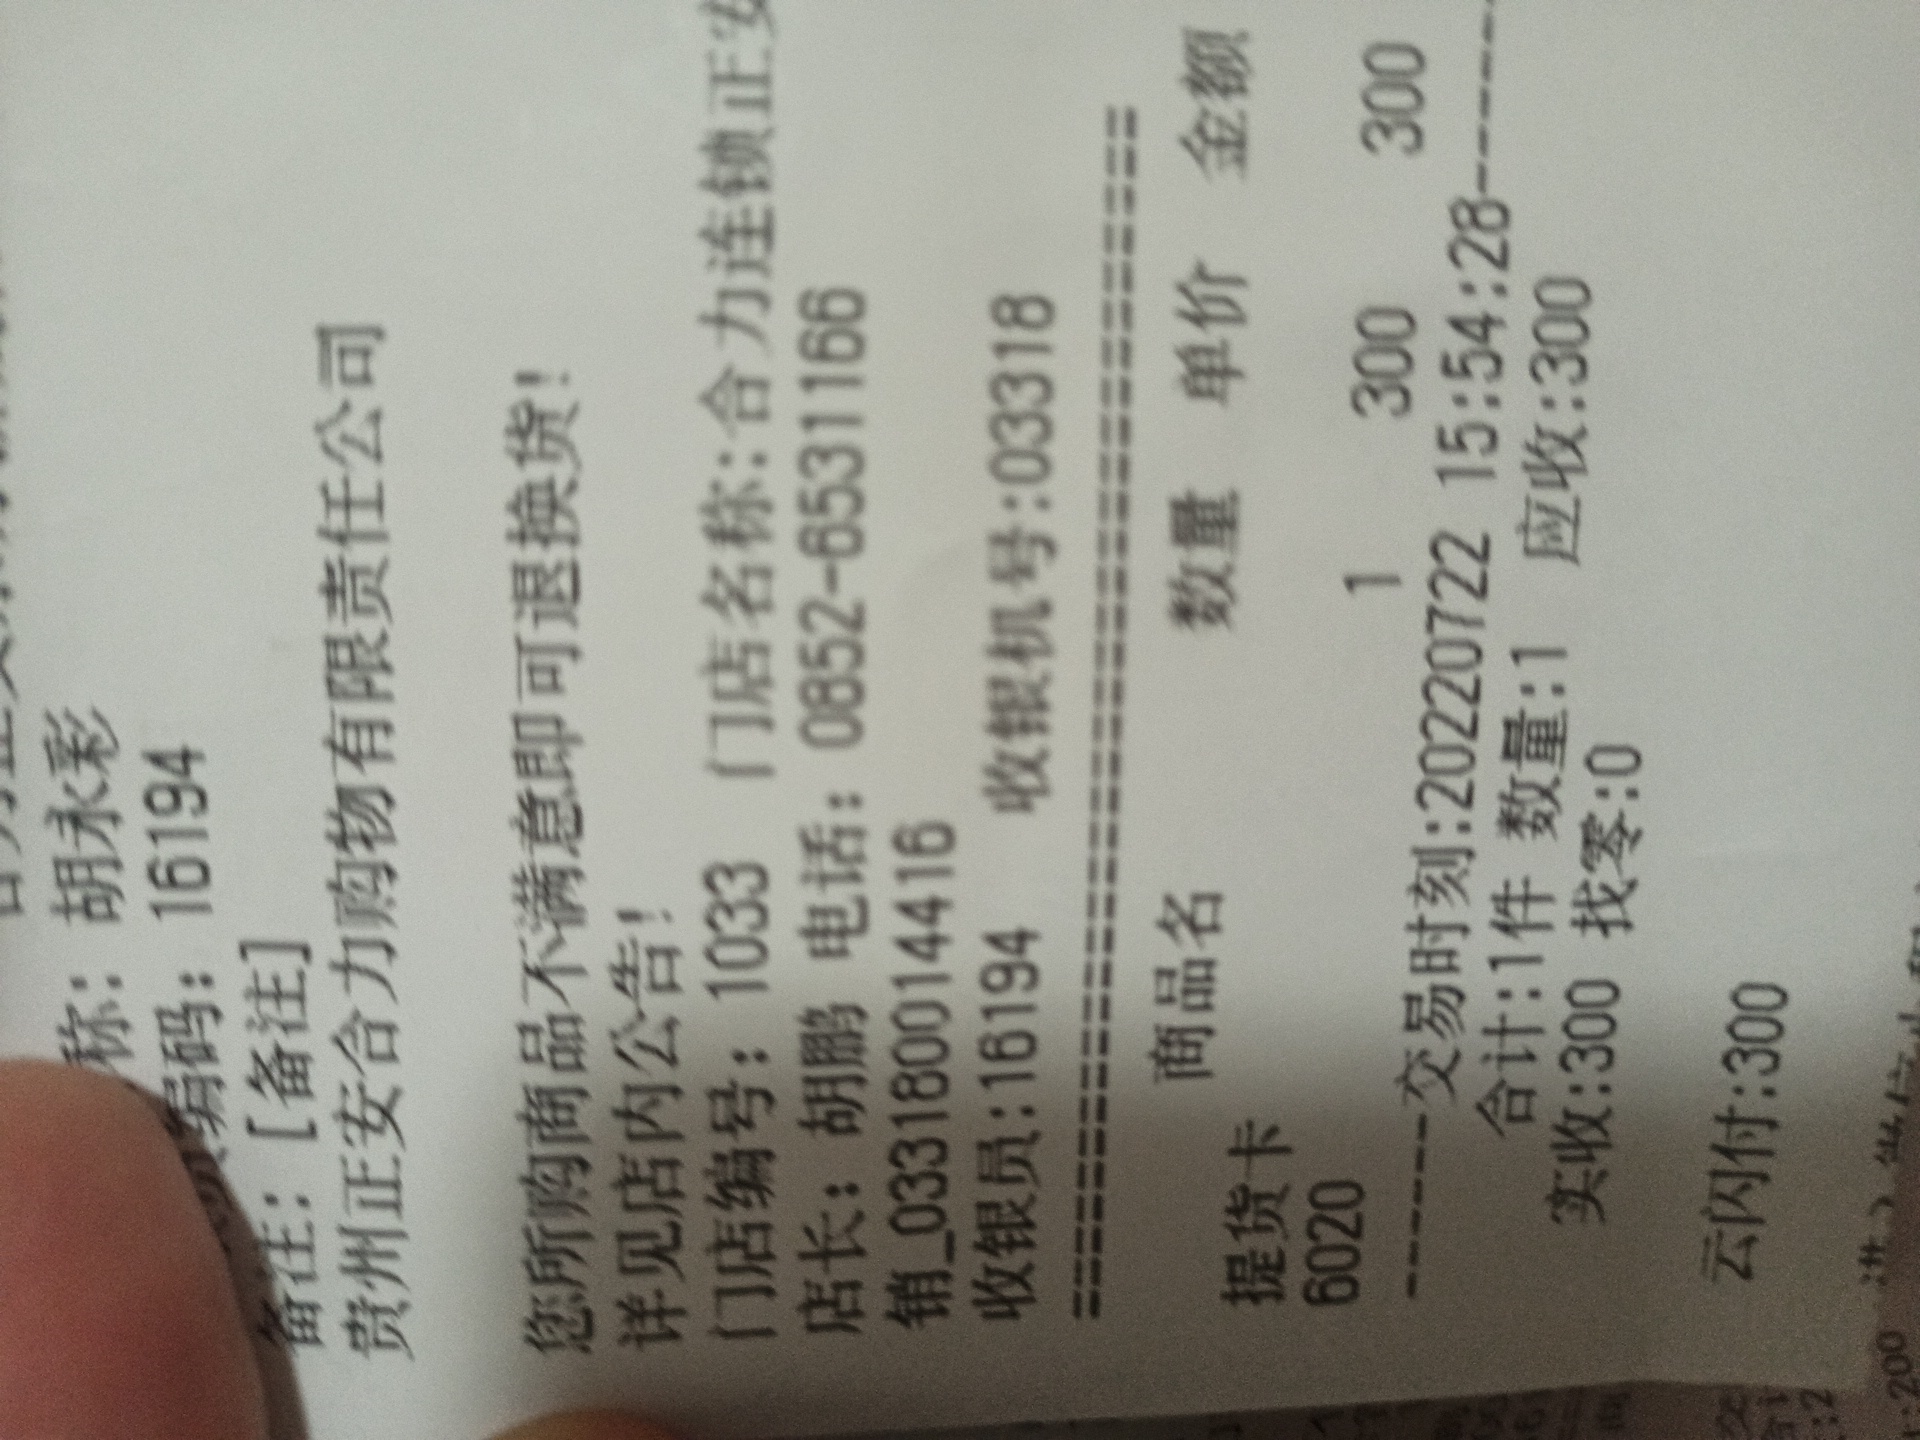 称: 胡永彩
编码: 16194
备注: [备注]
贵州正安合力购物有限责任公司
您所购商品不满意即可退换货!
详见店内公告!
门店编号: 1033 门店名称:合力连锁正安
店长: 胡鹏 电话: 0852-6531166
销_0331800144416
收银员:16194 收银机号:033318
==========================================
商品名 数量 单价 金额
提货卡
6020 1 300 300
------交易时刻:20220722 15:54:28------
合计:1件 数量:1 应收:300
实收:300 找零:0
云闪付:300